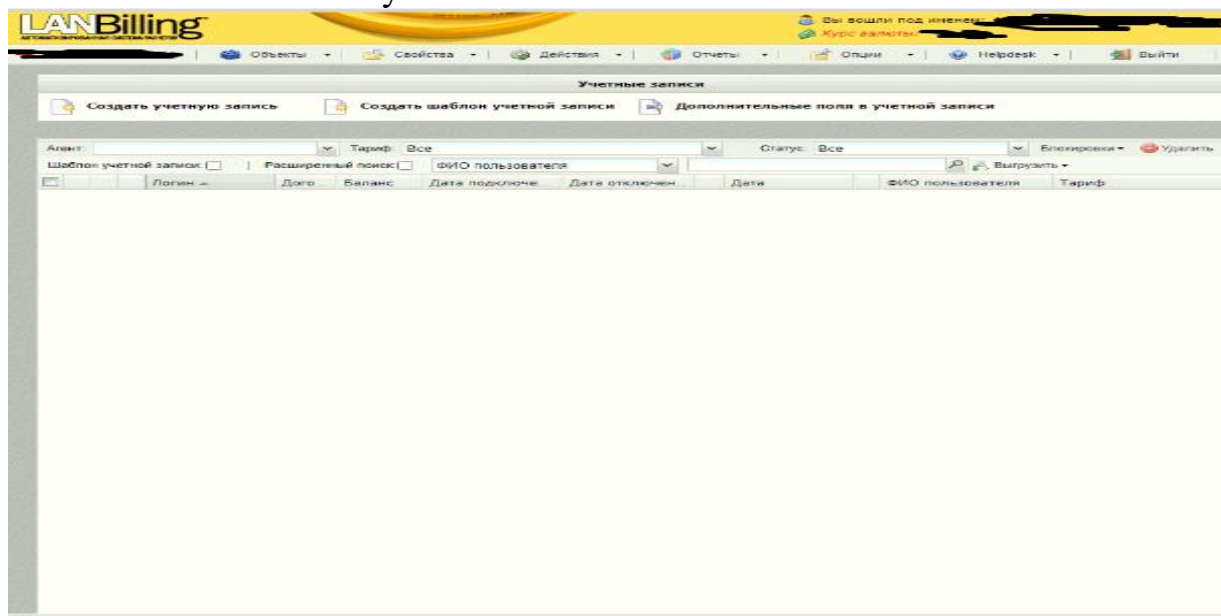 LANBilling
Вы вошли под именем:
Курс валюты:
Объекты Свойства Действия Отчеты Опции Helpdesk Выйти
Учетные записи
Создать учетную запись Создать шаблон учетной записи Дополнительные поля в учетной записи
Агент: Тариф: Все Статус: Все Блокировки Удалить
Шаблон учетной записи: | Расширенный поиск: ФИО пользователя Выгрузить
Логин Дого Баланс Дата подключе Дата отключен Дата ФИО пользователя Тариф